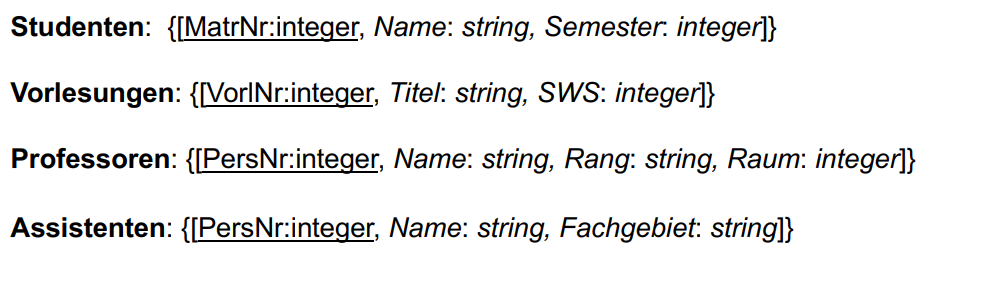 Studenten: {[MatrNr:integer, Name: string, Semester: integer]}
Vorlesungen: {[VorlNr:integer, Titel: string, SWS: integer]}
Professoren: {[PersNr:integer, Name: string, Rang: string, Raum: integer]}
Assistenten: {[PersNr:integer, Name: string, Fachgebiet: string]}